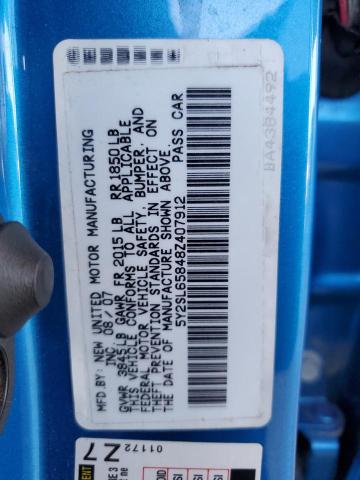 MFD.BY: NEW UNITED MOTOR MANUFACTURING
INC. 08 / 07
GVWR 3845LB GAWR FR 2015 LB RR 1850 LB
THIS VEHICLE CONFORMS TO ALL APPLICABLE
FEDERAL MOTOR VEHICLE SAFETY, BUMPER, AND
THEFT PREVENTION STANDARDS IN EFFECT ON
THE DATE OF MANUFACTURE SHOWN ABOVE.
5Y2SL65848Z407912 PASS CAR
BA4384492
01172
Z7